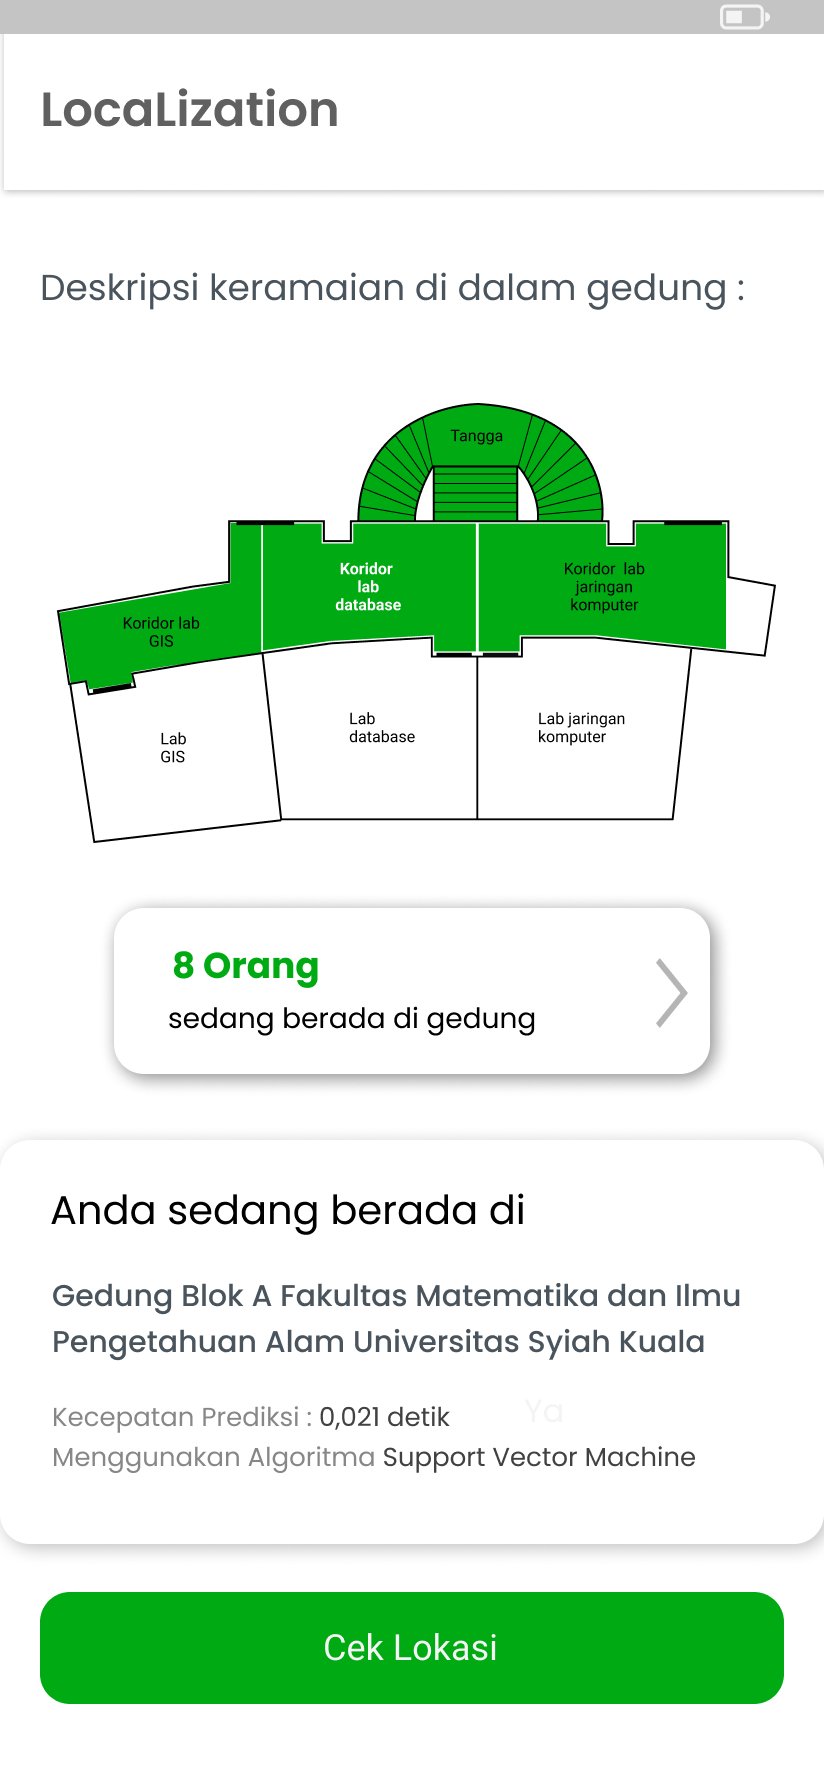 LocaLization
Deskripsi keramaian di dalam gedung :
Tangga
Koridor
lab
database
Koridor lab
jaringan
komputer
Koridor lab
GIS
Lab
GIS
Lab
database
Lab jaringan
komputer
8 Orang
sedang berada di gedung
Anda sedang berada di
Gedung Blok A Fakultas Matematika dan Ilmu
Pengetahuan Alam Universitas Syiah Kuala
Ya
Kecepatan Prediksi : 0,021 detik
Menggunakan Algoritma Support Vector Machine
Cek Lokasi